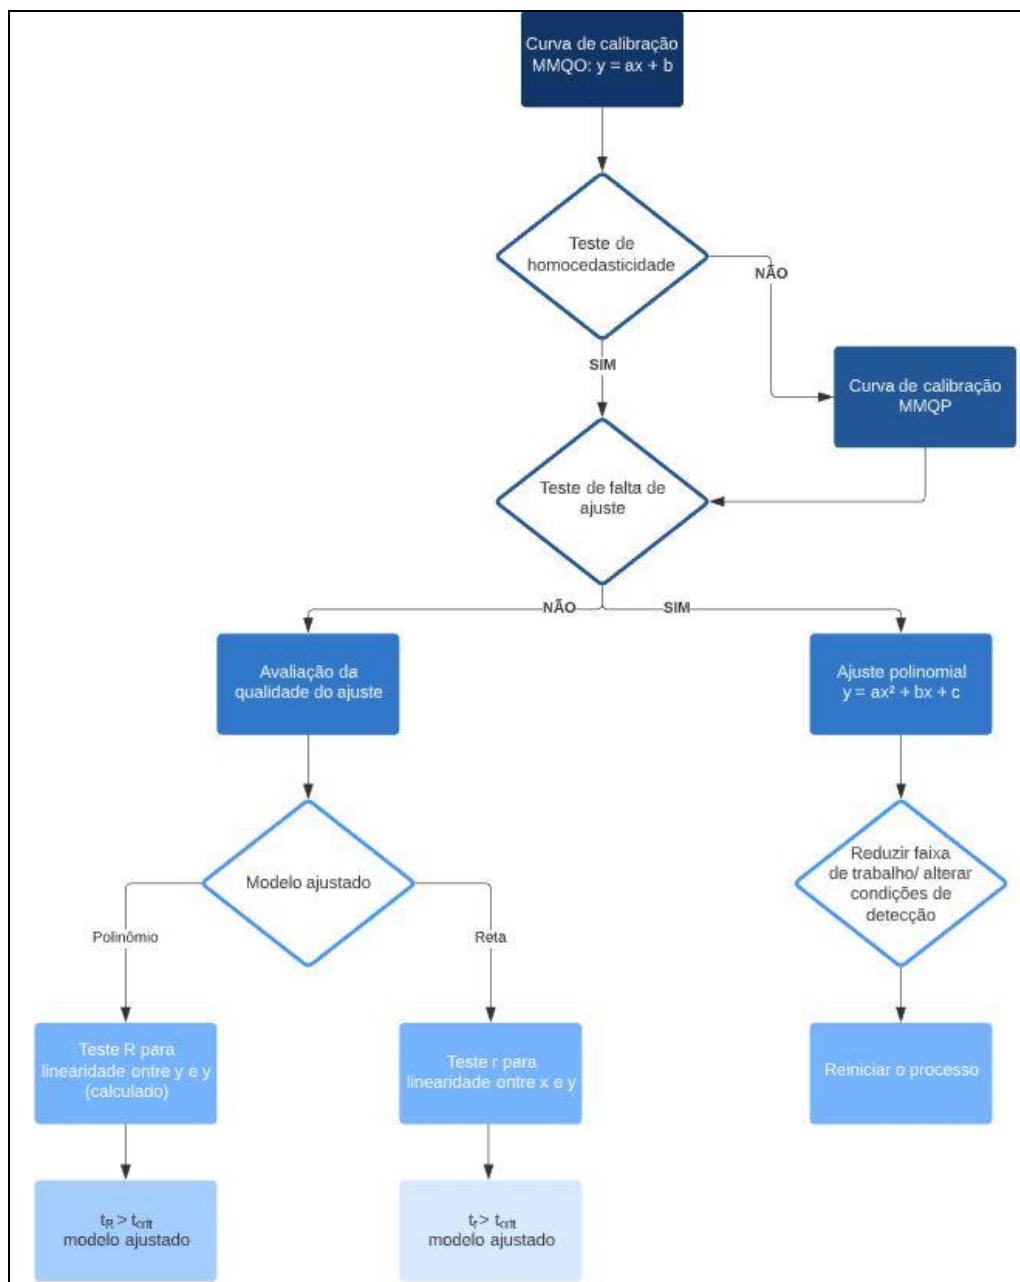 Curva de calibração
MMQO: y = ax + b
Teste de
homocedasticidade
NÃO
SIM
Curva de calibração
MMQP
Teste de falta de
ajuste
NÃO
SIM
Avaliação da
qualidade do ajuste
Ajuste polinomial
y = ax² + bx + c
Modelo ajustado
Reduzir faixa
de trabalho/ alterar
condições de
detecção
Polinômio
Reta
Teste R para
linearidade entre y e y
(calculado)
Teste r para
linearidade entre x e y
Reiniciar o processo
tR > tcrit
modelo ajustado
tr > tcrit
modelo ajustado